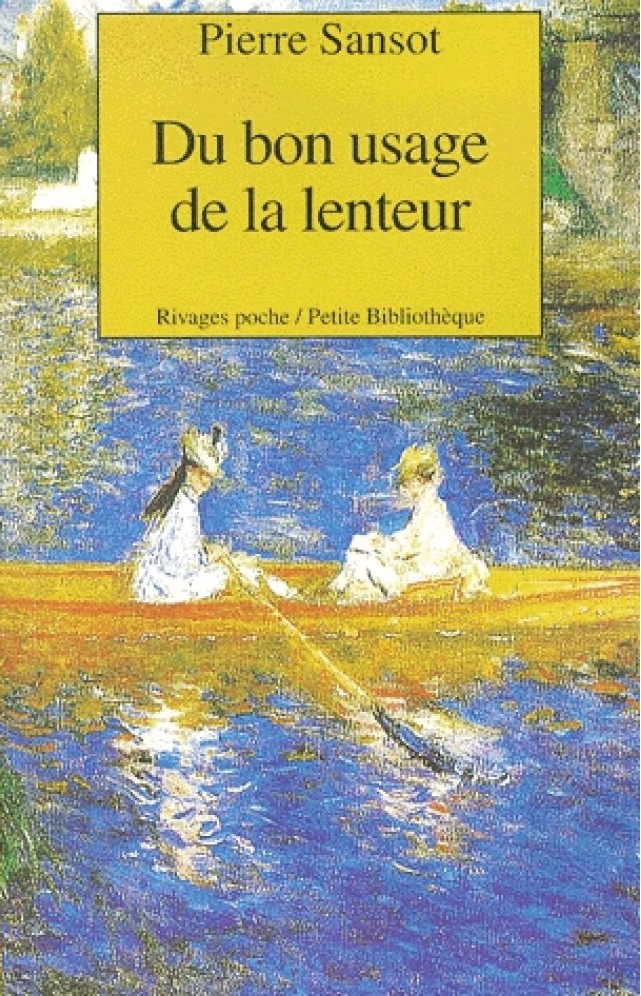 Pierre Sansot
Du bon usage
de la lenteur
Rivages poche / Petite Bibliothèque